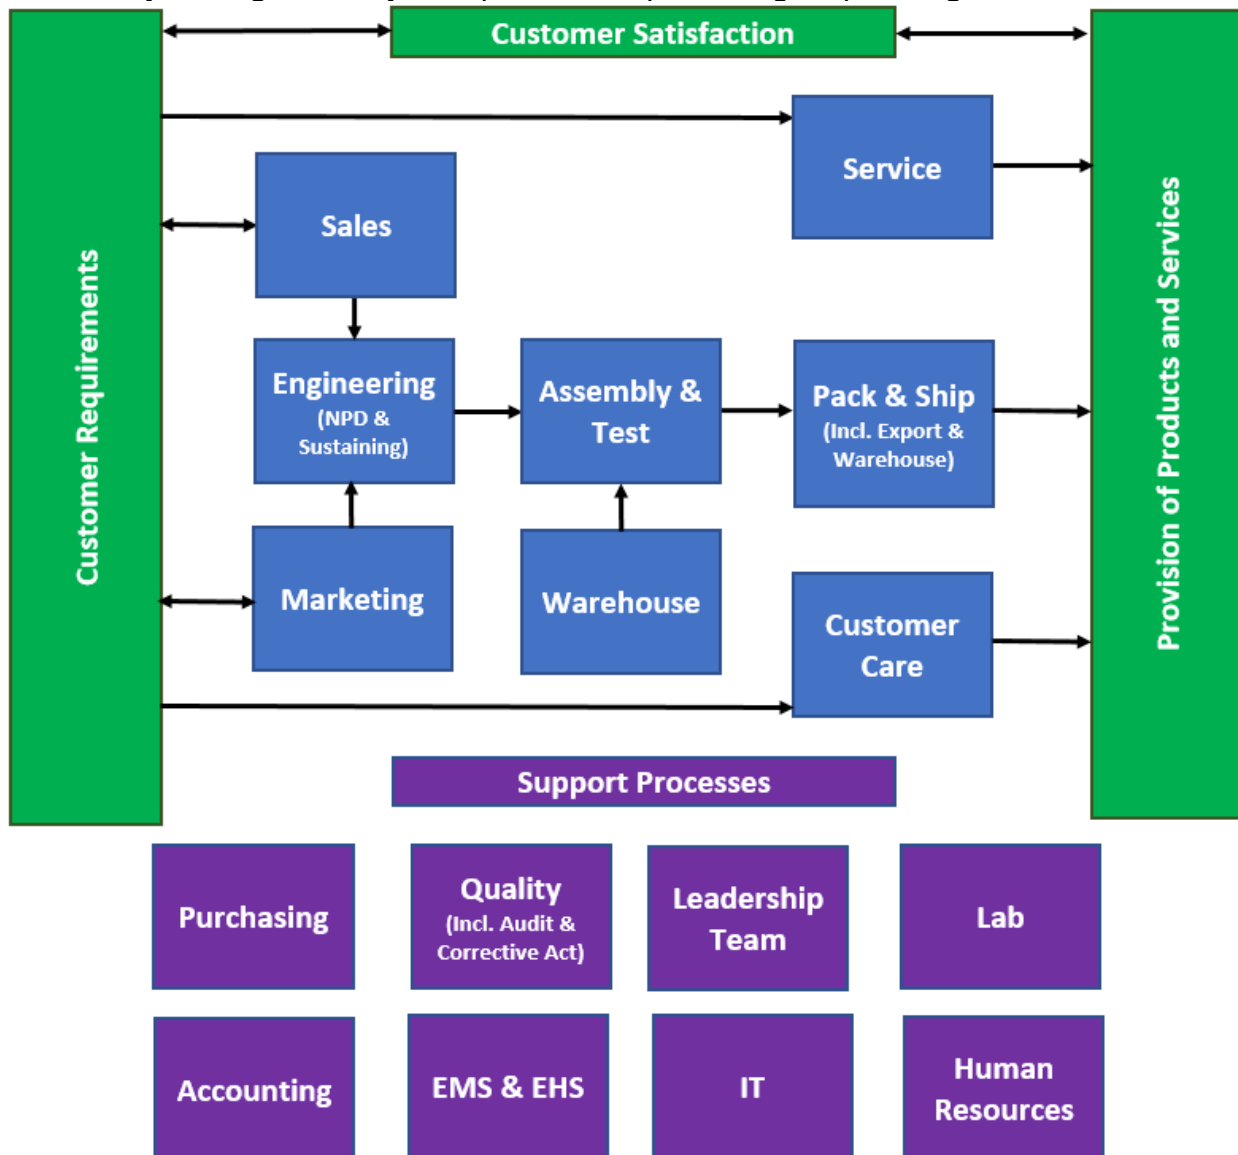 Customer Satisfaction
Customer Requirements
Provision of Products and Services
Service
Sales
Engineering
(NPD &
Sustaining)
Assembly &
Test
Pack & Ship
(Incl. Export &
Warehouse)
Marketing
Warehouse
Customer
Care
Support Processes
Purchasing
Quality
(Incl. Audit &
Corrective Act)
Leadership
Team
Lab
Accounting
EMS & EHS
IT
Human
Resources